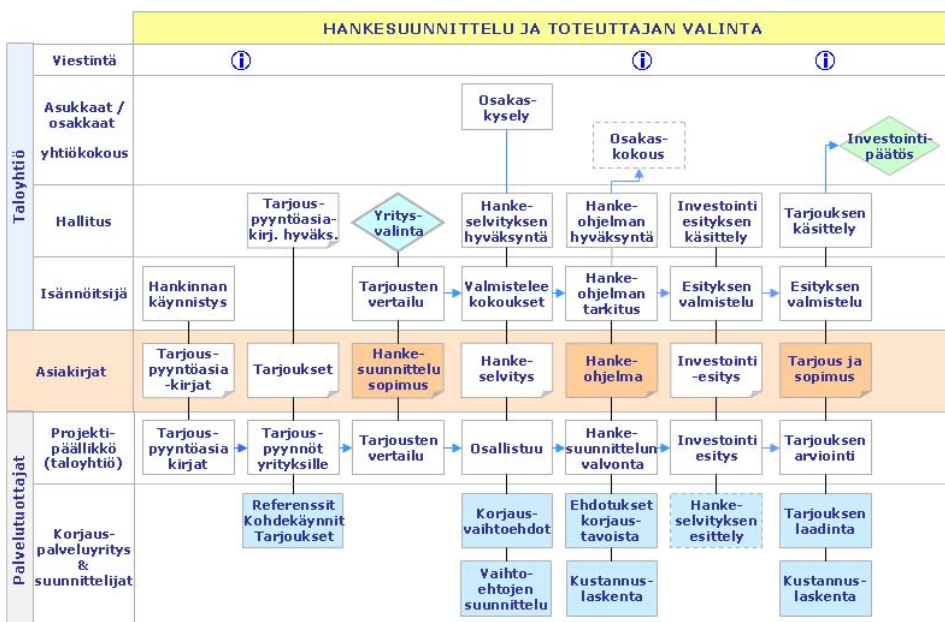 HANKESUUNNITTELU JA TOTEUTTAJAN VALINTA
Taloyhtiö
Viestintä
i
i
i
Asukkaat /
osakkaat
yhtiökokous
Osakas-
kysely
Osakas-
kokous
Investointi-
päätös
Hallitus
Tarjous-
pyyntöasia-
kirj. hyväks.
Yritys-
valinta
Hanke-
selvityksen
hyväksyntä
Hanke-
ohjelman
hyväksyntä
Investointi
esityksen
käsittely
Tarjouksen
käsittely
Isännöitsijä
Hankinnan
käynnistys
Tarjousten
vertailu
Valmistelee
kokoukset
Hanke-
ohjelman
tarkitus
Esityksen
valmistelu
Esityksen
valmistelu
Asiakirjat
Tarjous-
pyyntöasia
-kirjat
Tarjoukset
Hanke-
suunnittelu
sopimus
Hanke-
selvitys
Hanke-
ohjelma
Investointi
-esitys
Tarjous ja
sopimus
Palvelutuottajat
Projekti-
päällikkö
(taloyhtiö)
Tarjous-
pyyntöasia
kirjat
Tarjous-
pyynnöt
yrityksille
Tarjousten
vertailu
Osallistuu
Hanke-
suunnittelun
valvonta
Investointi
esitys
Tarjouksen
arviointi
Korjaus-
palveluyritys
&
suunnittelijat
Referenssit
Kohdekäynnit
Tarjoukset
Korjaus-
vaihtoehdot
Ehdotukset
korjaus-
tavoista
Hanke-
selvityksen
esittely
Tarjouksen
laadinta
Vaihto-
ehtojen
suunnittelu
Kustannus-
laskenta
Kustannus-
laskenta